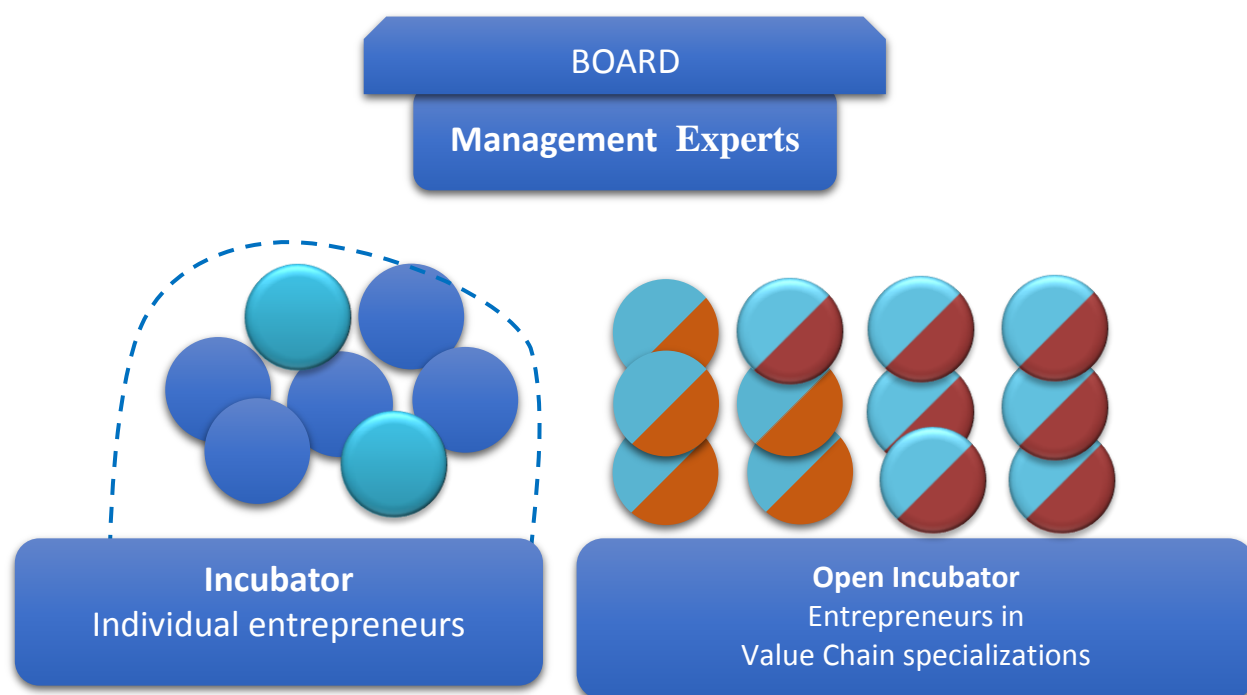 BOARD
Management Experts
Incubator
Individual entrepreneurs
Open Incubator
Entrepreneurs in
Value Chain specializations